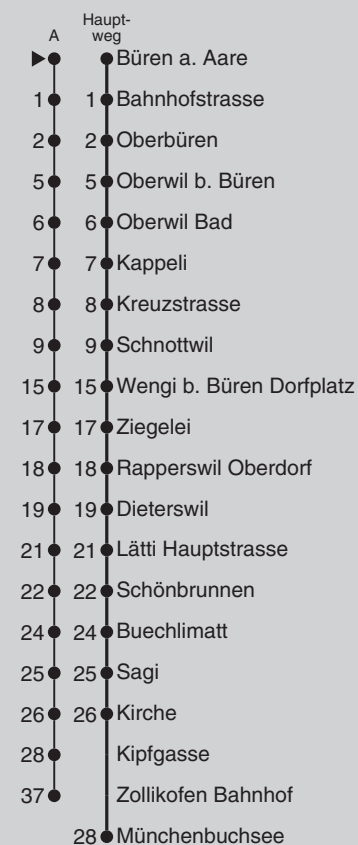 Haupt-
A weg
Büren a. Aare
1 1 Bahnhofstrasse
2 2 Oberbüren
5 5 Oberwil b. Büren
6 6 Oberwil Bad
7 7 Kappeli
8 8 Kreuzstrasse
9 9 Schnottwil
15 15 Wengi b. Büren Dorfplatz
17 17 Ziegelei
18 18 Rapperswil Oberdorf
19 19 Dieterswil
21 21 Lätti Hauptstrasse
22 22 Schönbrunnen
24 24 Buechlimatt
25 25 Sagi
26 26 Kirche
28 Kipfgasse
37 Zollikofen Bahnhof
28 Münchenbuchsee